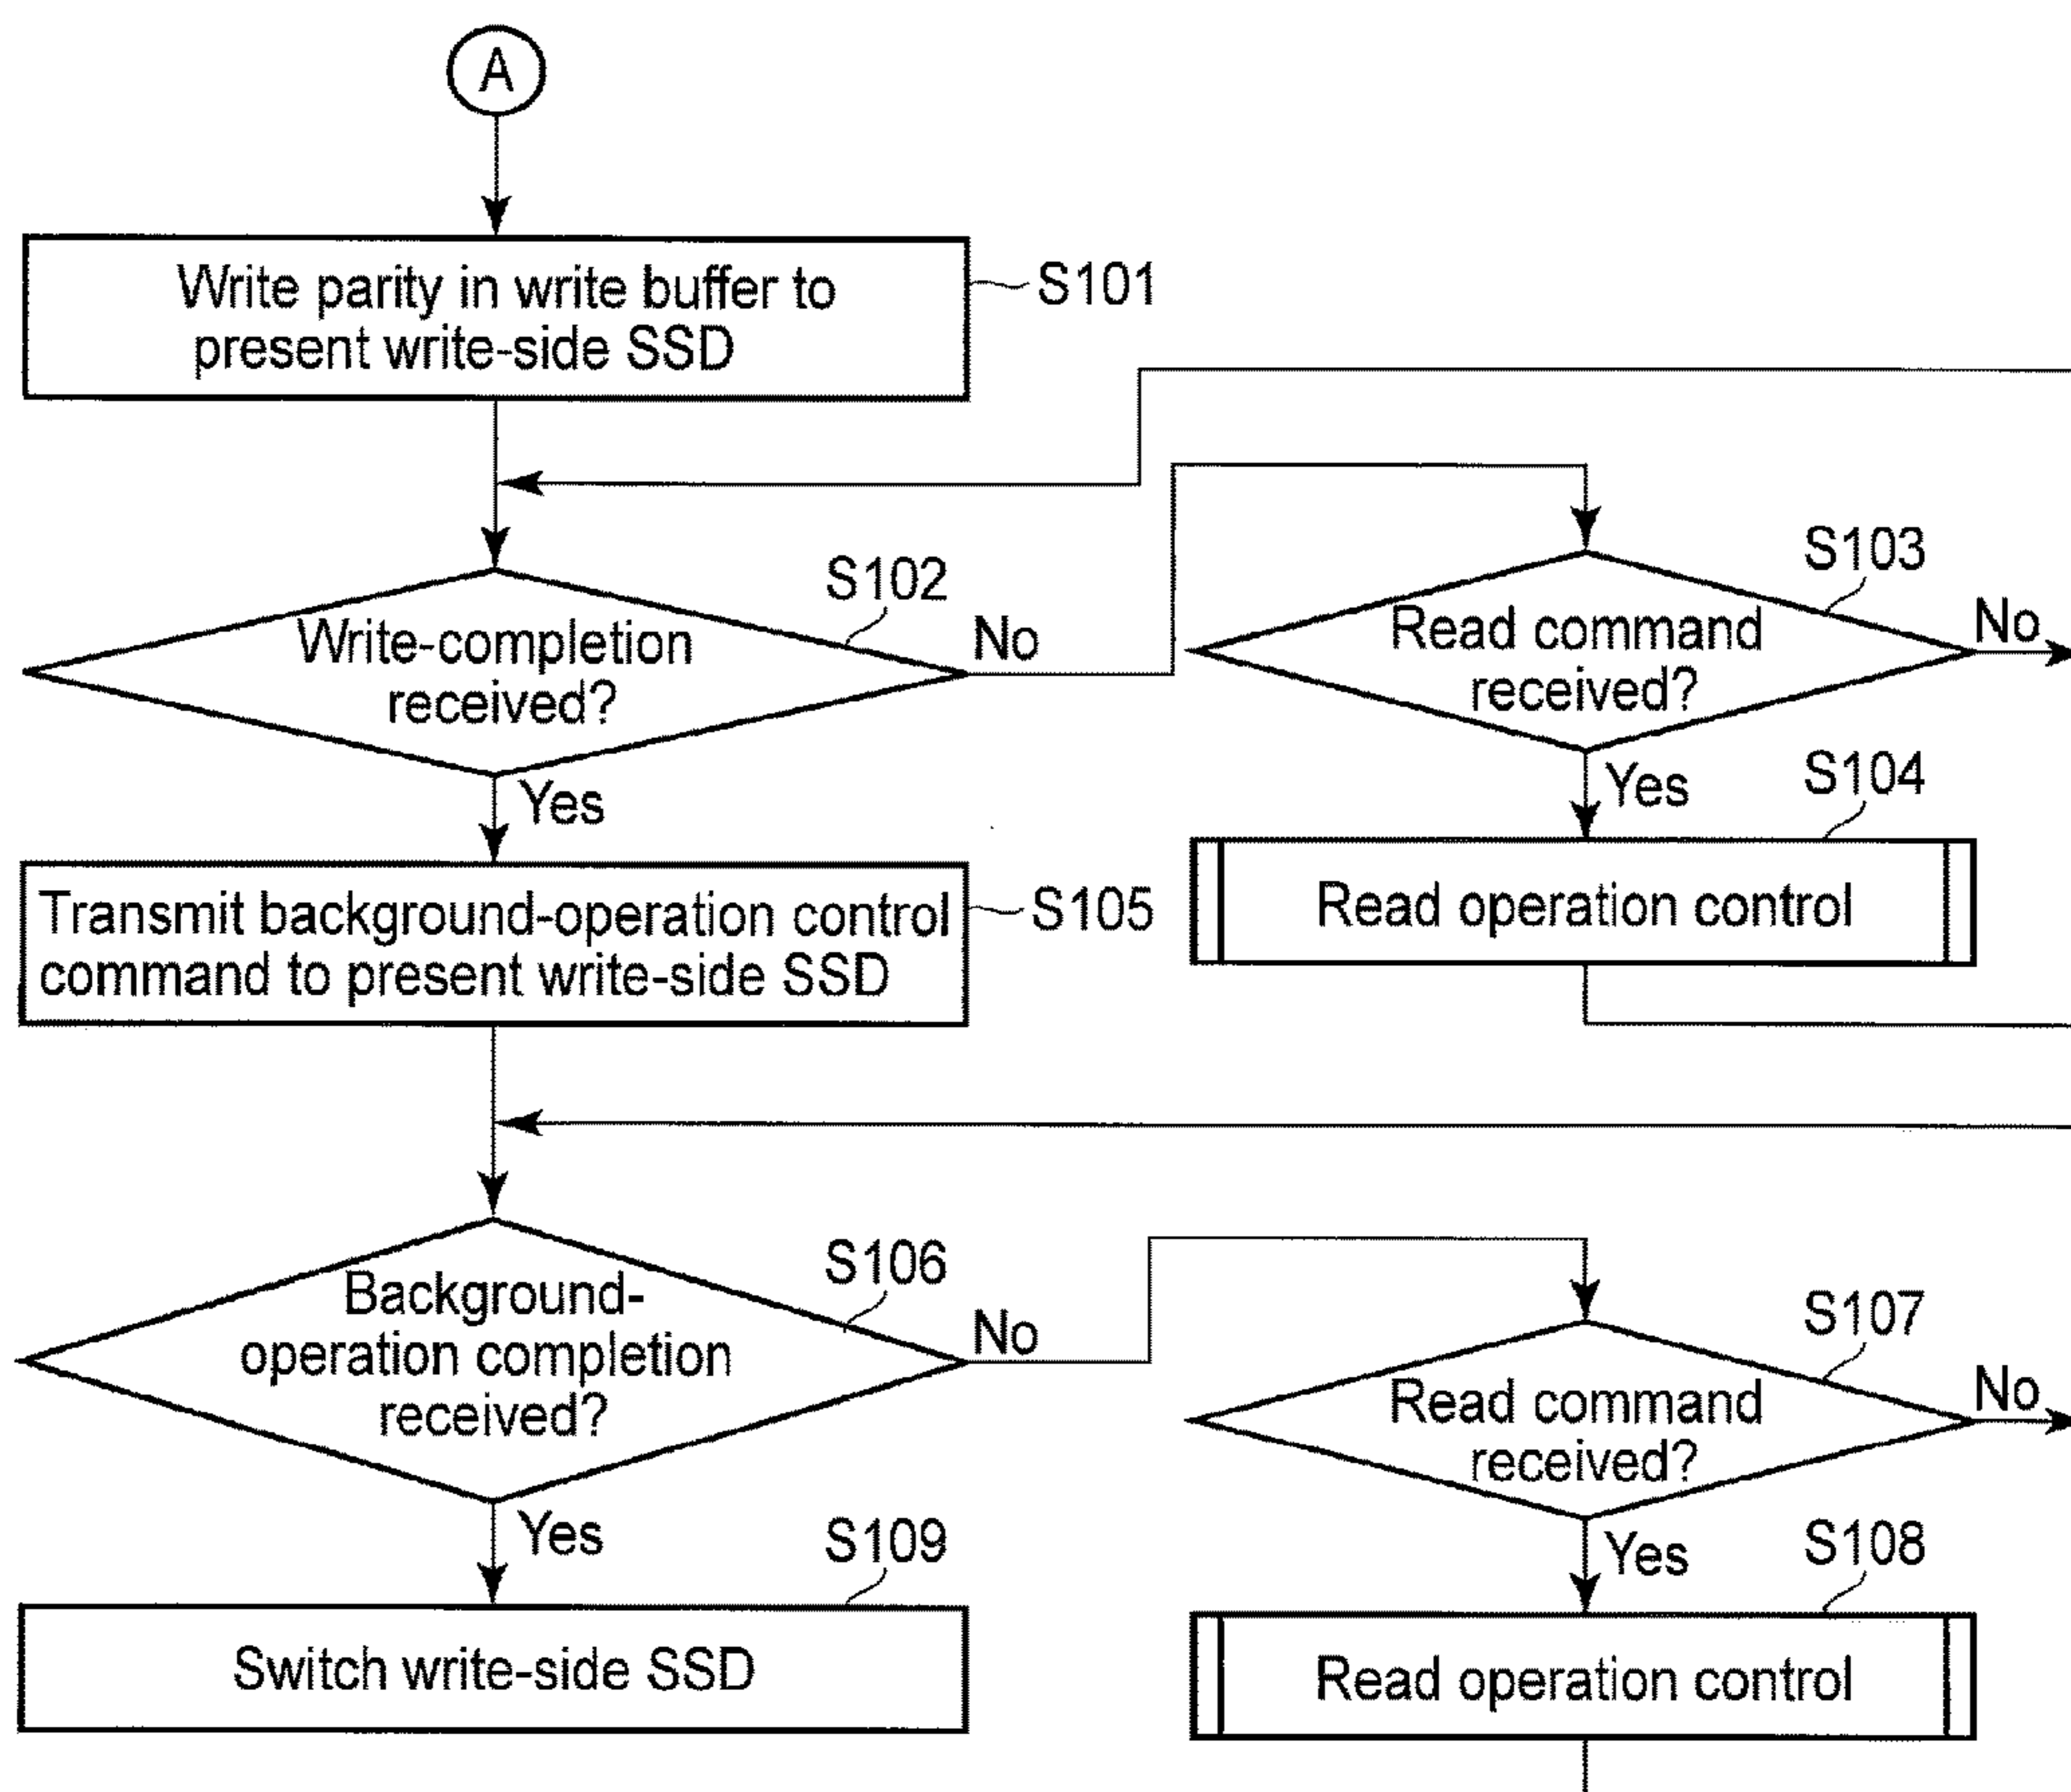 A
Write parity in write buffer to
present write-side SSD
S101
Write-completion
received?
S102
No
Yes
Read command
received?
S103
No
Yes
S104
Read operation control
Transmit background-operation control
command to present write-side SSD
S105
Background-
operation completion
received?
S106
No
Yes
Read command
received?
S107
No
Yes
S108
Read operation control
S109
Switch write-side SSD